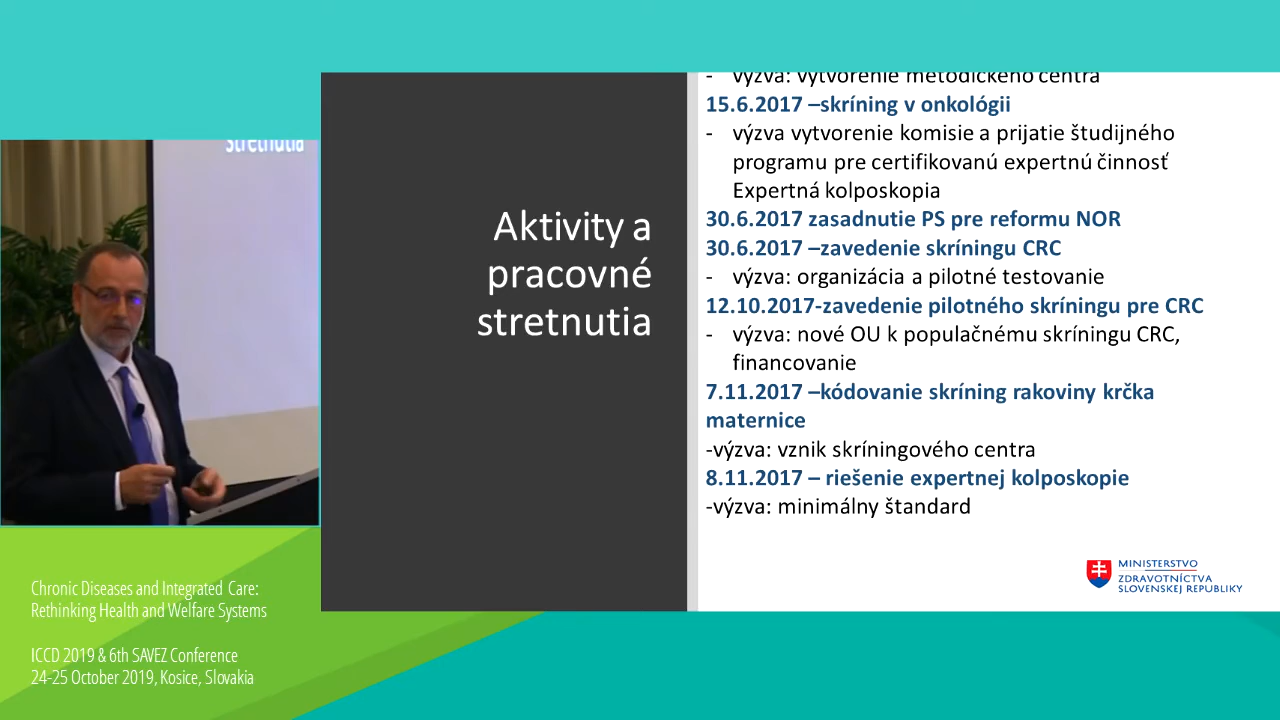 stretnutia
Aktivity a
pracovné
stretnutia
- výzva: vytvorenie metodického centra
15.6.2017 –skríning v onkológii
- výzva vytvorenie komisie a prijatie študijného
programu pre certifikovanú expertnú činnosť
Expertná kolposkopia
30.6.2017 zasadnutie PS pre reformu NOR
30.6.2017 –zavedenie skríningu CRC
- výzva: organizácia a pilotné testovanie
12.10.2017-zavedenie pilotného skríningu pre CRC
- výzva: nové OU k populačnému skríningu CRC,
financovanie
7.11.2017 –kódovanie skríning rakoviny krčka
maternice
-výzva: vznik skríningového centra
8.11.2017 – riešenie expertnej kolposkopie
-výzva: minimálny štandard
MINISTERSTVO
ZDRAVOTNÍCTVA
SLOVENSKEJ REPUBLIKY
Chronic Diseases and Integrated Care:
Rethinking Health and Welfare Systems
ICCD 2019 & 6th SAVEZ Conference
24-25 October 2019, Kosice, Slovakia